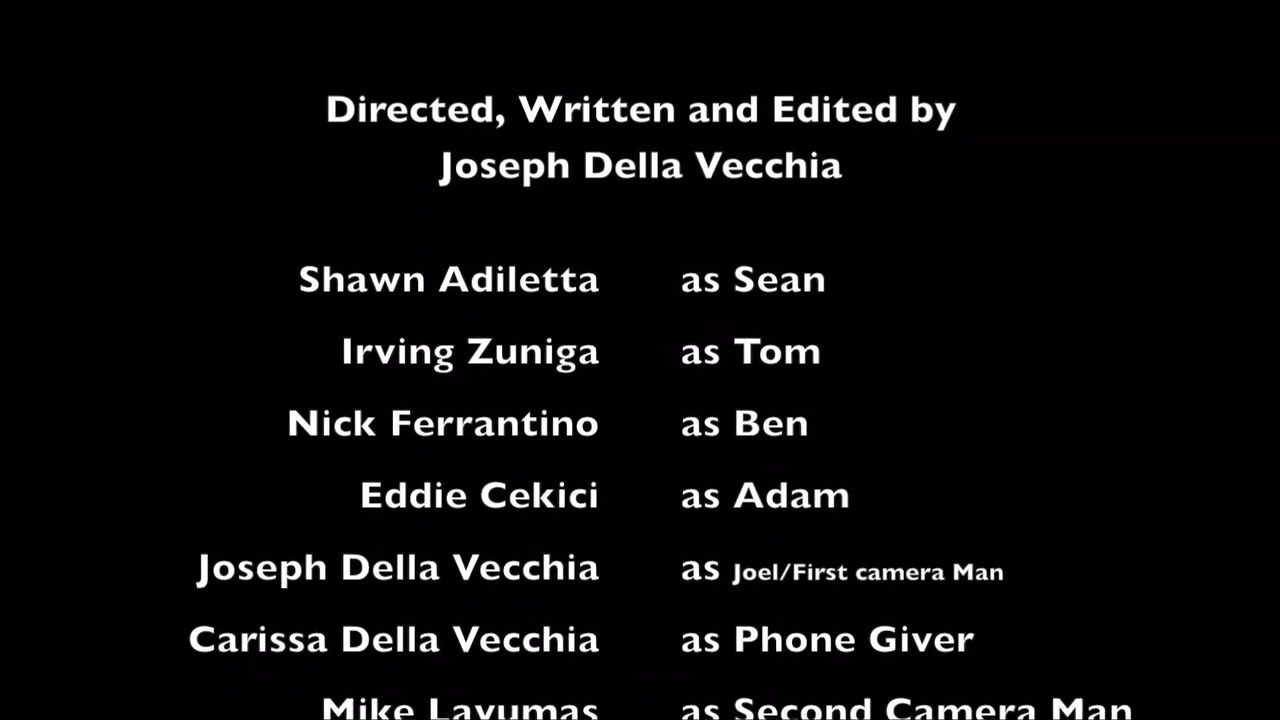 Directed, Written and Edited by
Joseph Della Vecchia
Shawn Adiletta as Sean
Irving Zuniga as Tom
Nick Ferrantino as Ben
Eddie Cekici as Adam
Joseph Della Vecchia as Joel/First camera Man
Carissa Della Vecchia as Phone Giver
Mike as Second Camera Man